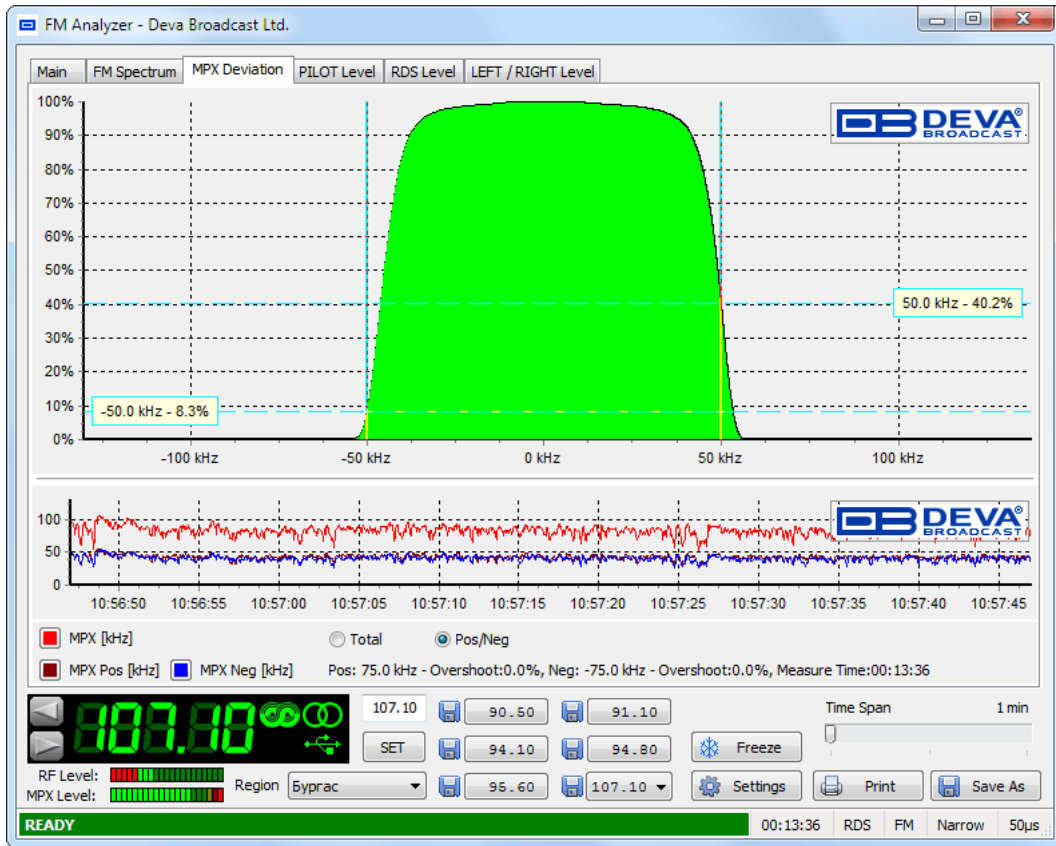 FM Analyzer - Deva Broadcast Ltd.
Main FM Spectrum MPX Deviation PILOT Level RDS Level LEFT / RIGHT Level
100%
DEVA®
BROADCAST
90%
80%
70%
60%
50%
40%
50.0 kHz - 40.2%
30%
20%
10%
-50.0 kHz - 8.3%
0%
-100 kHz -50 kHz 0 kHz 50 kHz 100 kHz
100
DEVA®
BROADCAST
50
0
10:56:50 10:56:55 10:57:00 10:57:05 10:57:10 10:57:15 10:57:20 10:57:25 10:57:30 10:57:35 10:57:40 10:57:45
MPX [kHz] Total Pos/Neg
MPX Pos [kHz] MPX Neg [kHz] Pos: 75.0 kHz - Overshoot:0.0%, Neg: -75.0 kHz - Overshoot:0.0%, Measure Time:00:13:36
107.10 107.10 90.50 91.10 Time Span 1 min
SET 94.10 94.80 Freeze
RF Level:
MPX Level:
Region Бургас 95.60 107.10 Settings Print Save As
READY 00:13:36 RDS FM Narrow 50µs